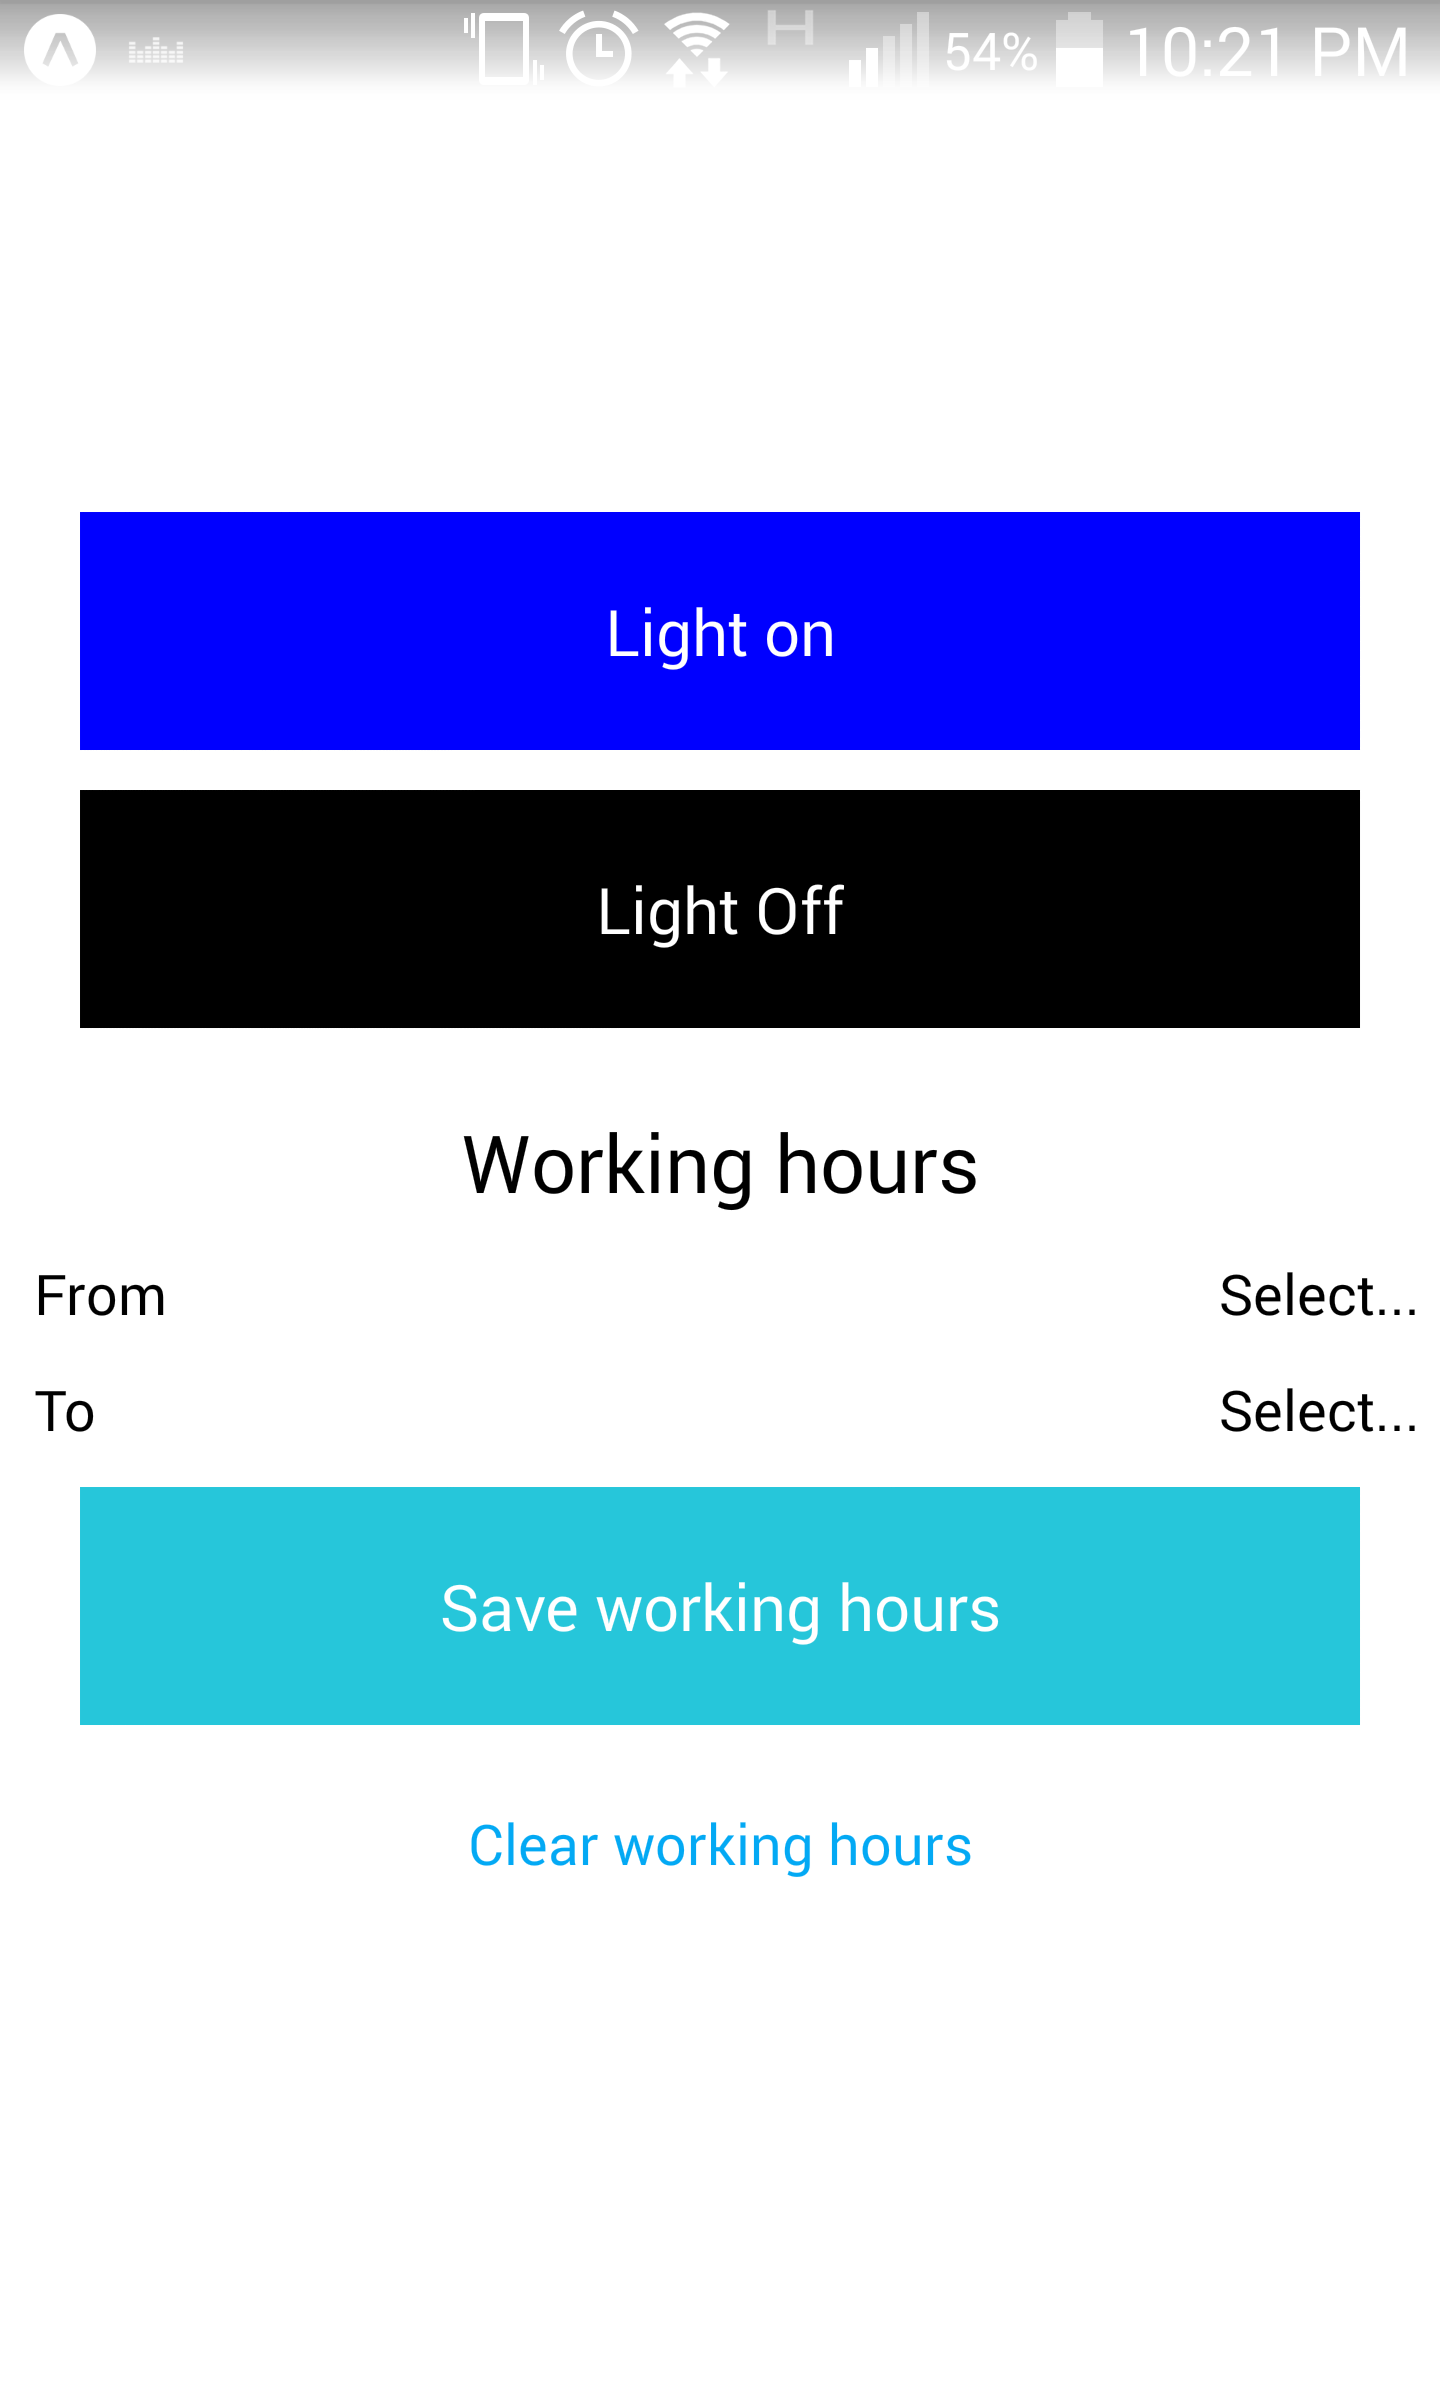 H 54% 10:21 PM
Light on
Light Off
Working hours
From Select...
To Select...
Save working hours
Clear working hours